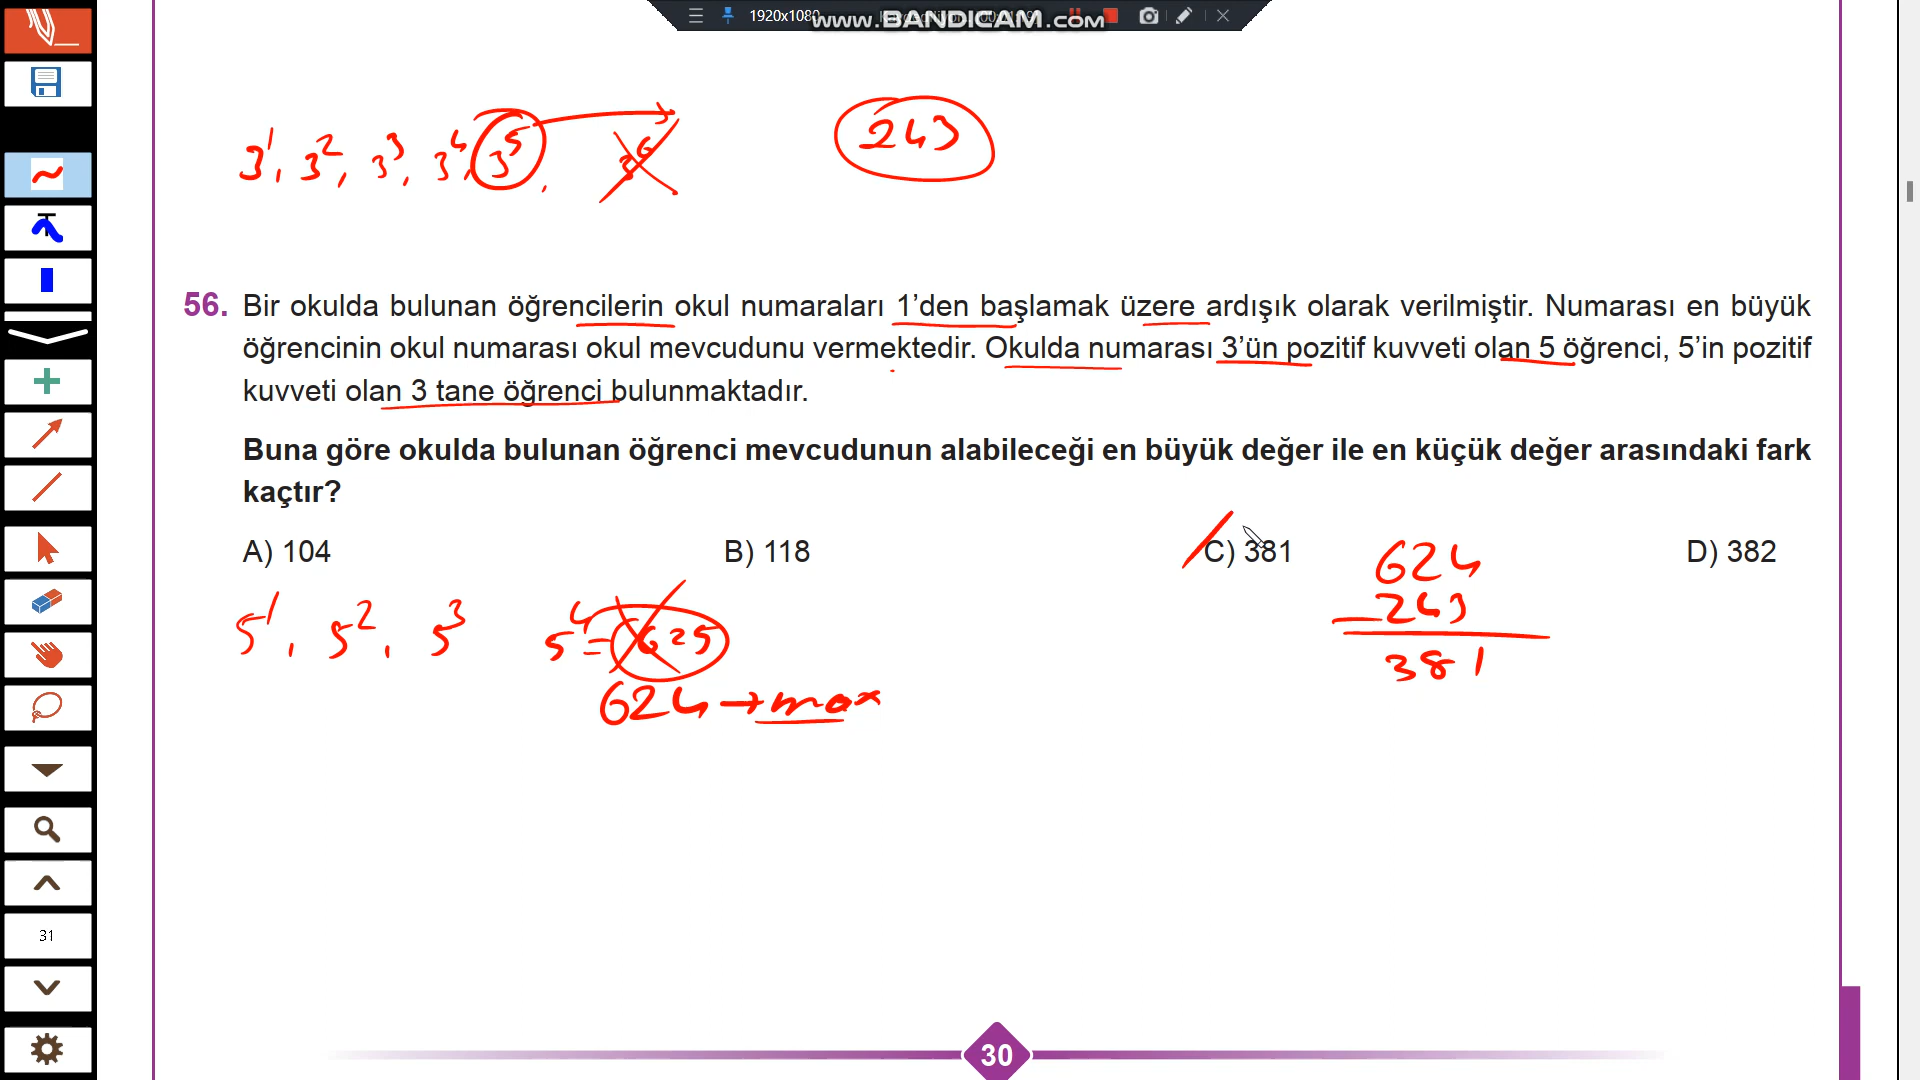 1920x1080
www.BANDICAM.com
3¹, 3², 3³, 3⁴, 3⁵, 3⁶
243
56. Bir okulda bulunan öğrencilerin okul numaraları 1’den başlamak üzere ardışık olarak verilmiştir. Numarası en büyük
öğrencinin okul numarası okul mevcudunu vermektedir. Okulda numarası 3’ün pozitif kuvveti olan 5 öğrenci, 5’in pozitif
kuvveti olan 3 tane öğrenci bulunmaktadır.
Buna göre okulda bulunan öğrenci mevcudunun alabileceği en büyük değer ile en küçük değer arasındaki fark
kaçtır?
A) 104 B) 118 C) 381 D) 382
624
- 243
381
5¹, 5², 5³ 5⁴ = 625
624 → max
31
30